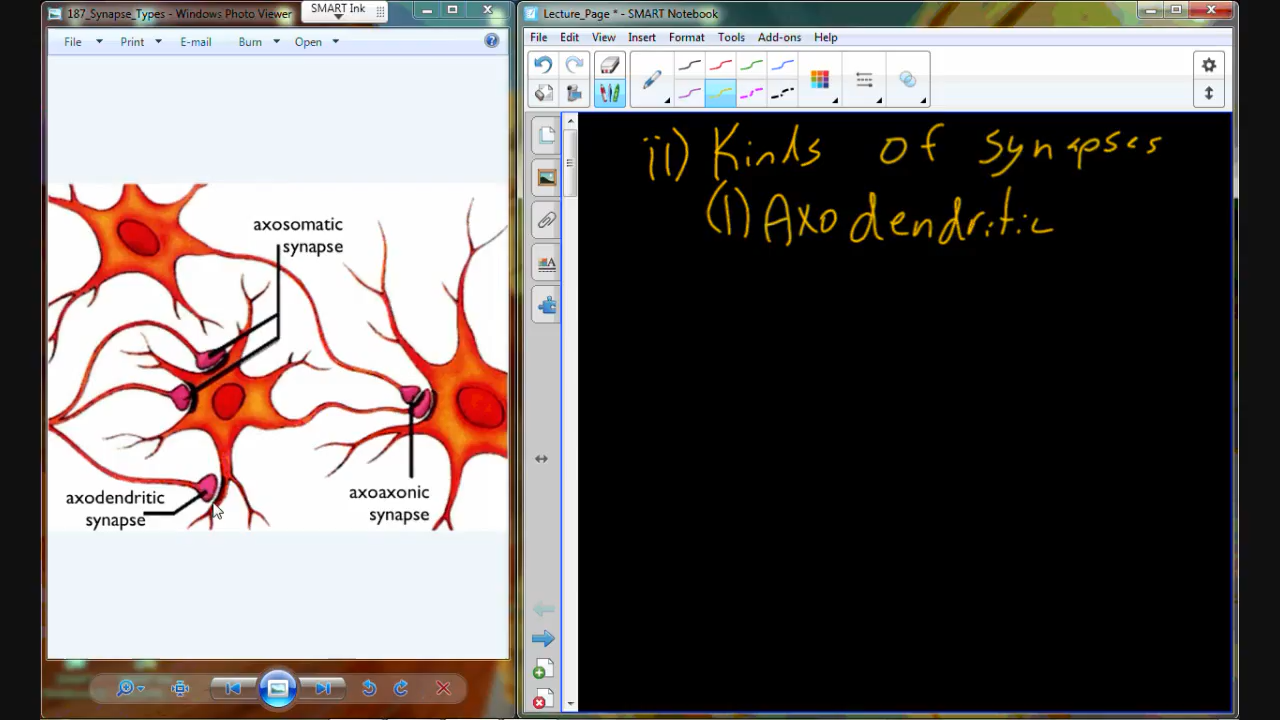 187_Synapse_Types - Windows Photo Viewer
SMART Ink
File Print E-mail Burn Open
axosomatic
synapse
axodendritic
synapse
axoaxonic
synapse
Lecture_Page * - SMART Notebook
File Edit View Insert Format Tools Add-ons Help
ii) Kinds of synapses
(1) Axodendritic